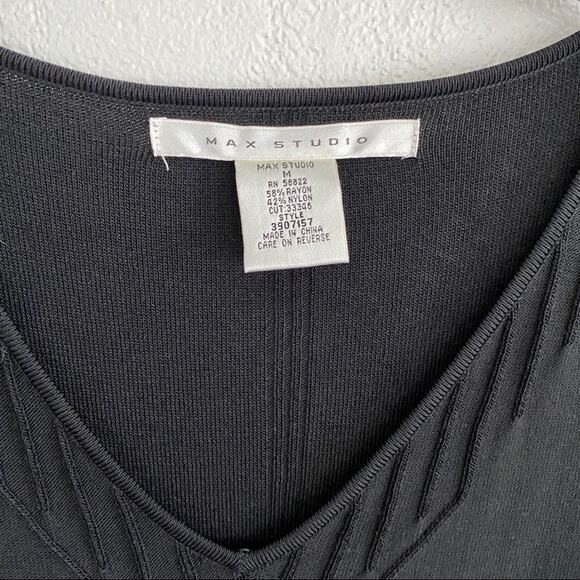 MAX STUDIO
MAX STUDIO
M
RN 56822
58% RAYON
42% NYLON
CUT:33346
STYLE
3907157
MADE IN CHINA
CARE ON REVERSE